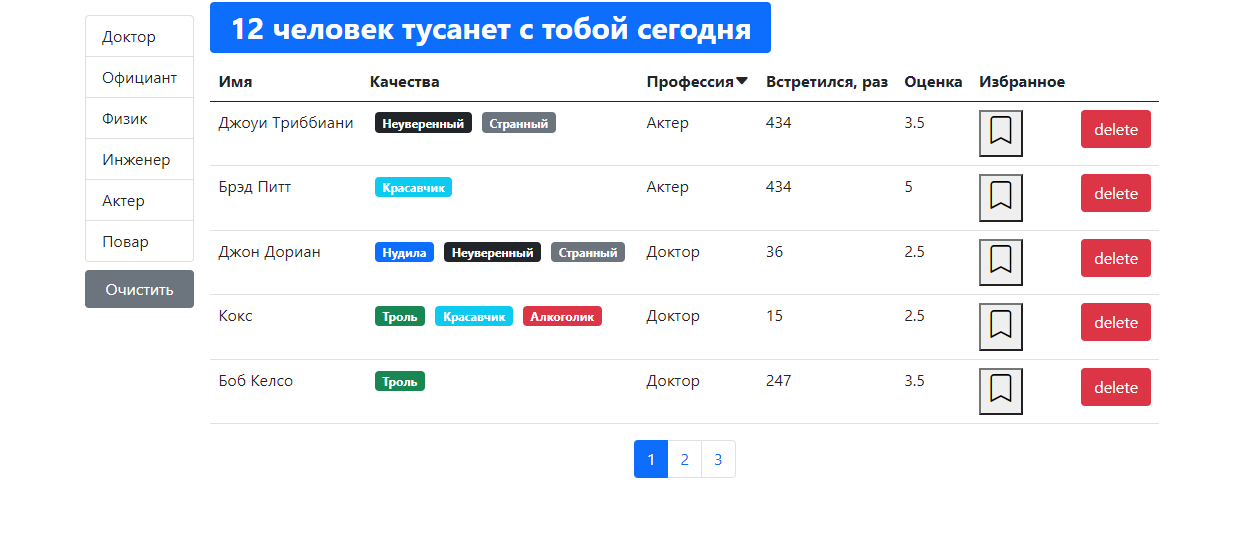 12 человек тусанет с тобой сегодня
Доктор
Официант
Физик
Инженер
Актер
Повар
Очистить
Имя Качества Профессия Встретился, раз Оценка Избранное
Джоуи Триббиани Неуверенный Странный Актер 434 3.5 delete
Брэд Питт Красавчик Актер 434 5 delete
Джон Дориан Нудила Неуверенный Странный Доктор 36 2.5 delete
Кокс Троль Красавчик Алкоголик Доктор 15 2.5 delete
Боб Келсо Троль Доктор 247 3.5 delete
1 2 3